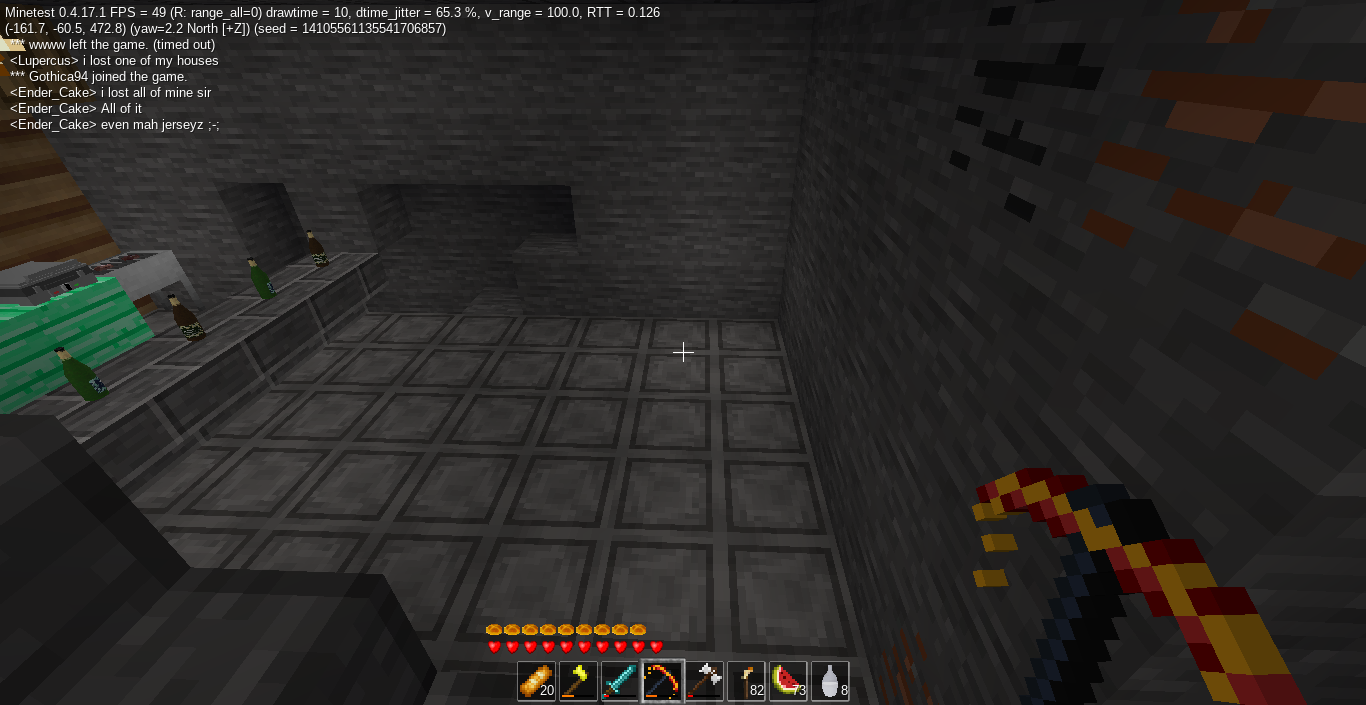 Minetest 0.4.17.1 FPS = 49 (R: range_all=0) drawtime = 10, dtime_jitter = 65.3 %, v_range = 100.0, RTT = 0.126
(-161.7, -60.5, 472.8) (yaw=2.2 North [+Z]) (seed = 14105561135541706857)
*** wwww left the game. (timed out)
<Lupercus> i lost one of my houses
*** Gothica94 joined the game.
<Ender_Cake> i lost all of mine sir
<Ender_Cake> All of it
<Ender_Cake> even mah jerseyz ;-;
20 82 73 8